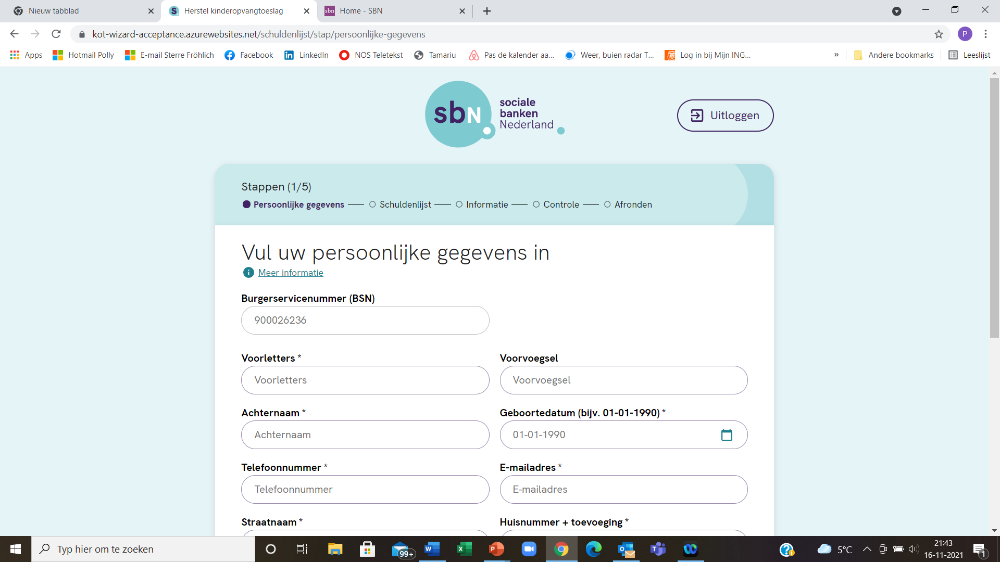 Nieuw tabblad
Herstel kinderopvangtoeslag
sbn Home - SBN
kot-wizard-acceptance.azurewebsites.net/schuldenlijst/stap/persoonlijke-gegevens
P
Apps
Hotmail Polly
E-mail Sterre Fröhlich
Facebook
LinkedIn
NOS Teletekst
Tamariu
Pas de kalender aa...
Weer, buien radar T...
Log in bij Mijn ING...
»
Andere bookmarks
Leeslijst
sbN
sociale
banken
Nederland
Uitloggen
Stappen (1/5)
Persoonlijke gegevens
Schuldenlijst
Informatie
Controle
Afronden
Vul uw persoonlijke gegevens in
i Meer informatie
Burgerservicenummer (BSN)
900026236
Voorletters *
Voorvoegsel
Voorletters
Voorvoegsel
Achternaam *
Geboortedatum (bijv. 01-01-1990) *
Achternaam
01-01-1990
Telefoonnummer *
E-mailadres *
Telefoonnummer
E-mailadres
Straatnaam *
Huisnummer + toevoeging *
Typ hier om te zoeken
99+
5°C
21:43
16-11-2021
1